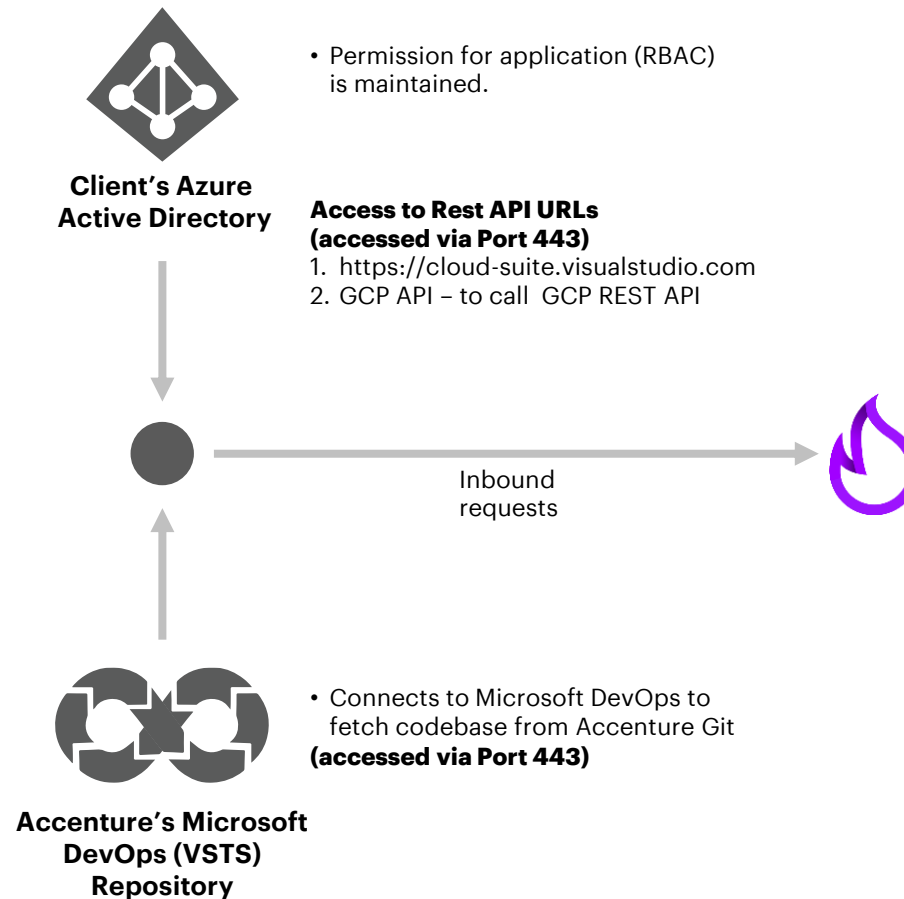 • Permission for application (RBAC)
is maintained.
Client’s Azure
Active Directory
Access to Rest API URLs
(accessed via Port 443)
1. https://cloud-suite.visualstudio.com
2. GCP API – to call GCP REST API
Inbound
requests
• Connects to Microsoft DevOps to
fetch codebase from Accenture Git
(accessed via Port 443)
Accenture’s Microsoft
DevOps (VSTS)
Repository